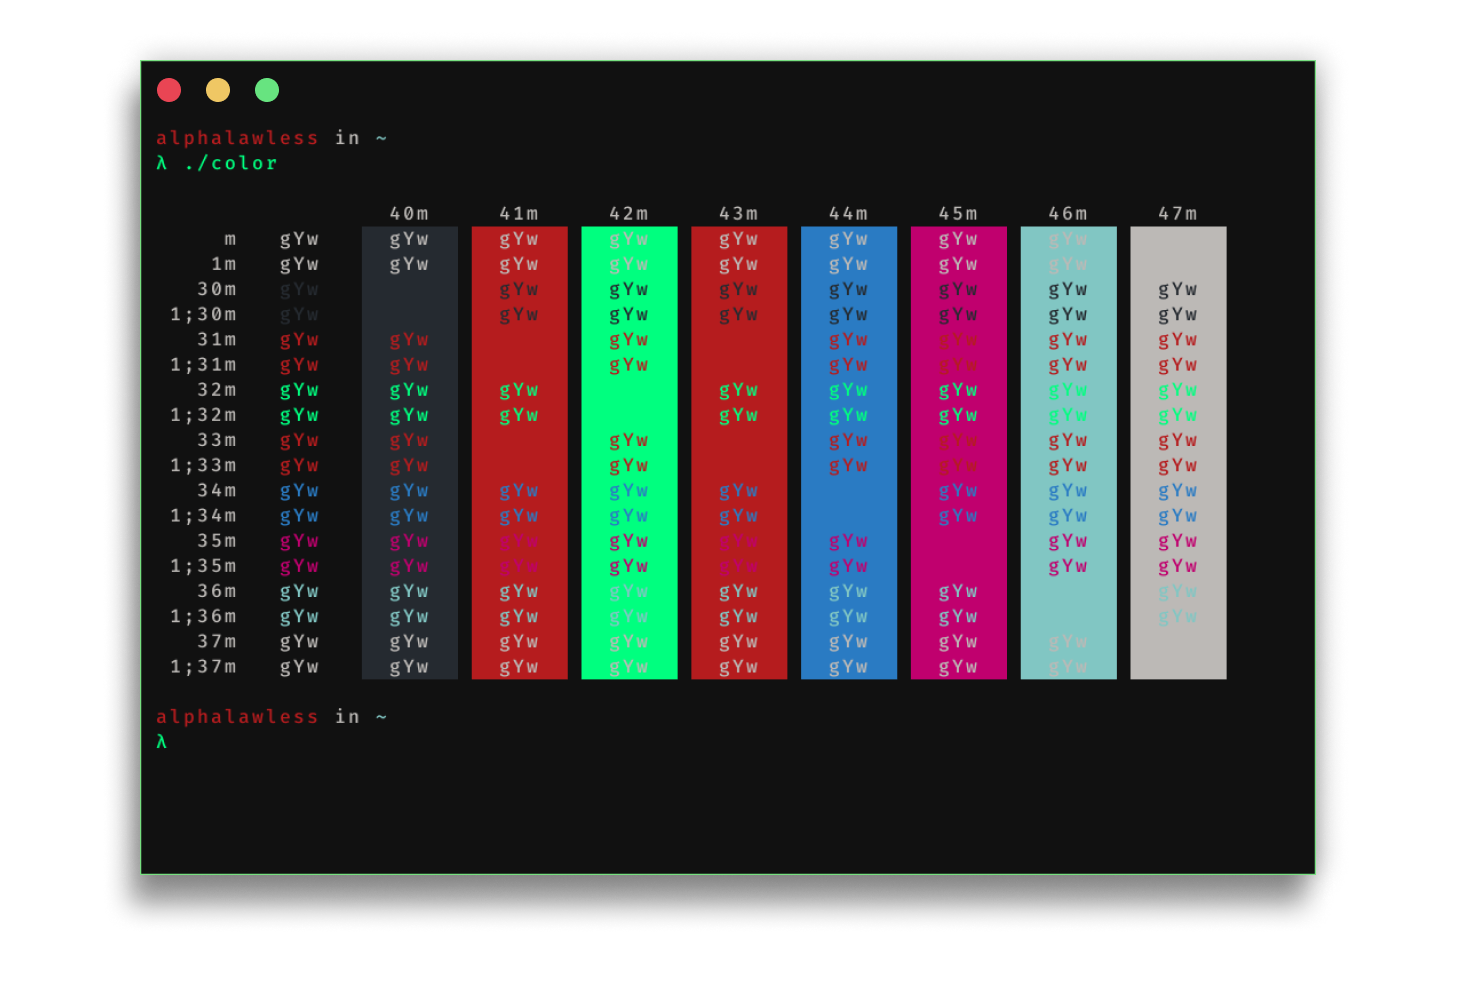 alphalawless in ~
λ ./color
40m 41m 42m 43m 44m 45m 46m 47m
m gYw gYw gYw gYw gYw gYw gYw gYw
1m gYw gYw gYw gYw gYw gYw gYw gYw
30m gYw gYw gYw gYw gYw gYw gYw gYw
1;30m gYw gYw gYw gYw gYw gYw gYw gYw
31m gYw gYw gYw gYw gYw gYw gYw
1;31m gYw gYw gYw gYw gYw gYw gYw
32m gYw gYw gYw gYw gYw gYw gYw gYw
1;32m gYw gYw gYw gYw gYw gYw gYw gYw
33m gYw gYw gYw gYw gYw gYw gYw
1;33m gYw gYw gYw gYw gYw gYw gYw
34m gYw gYw gYw gYw gYw gYw gYw gYw
1;34m gYw gYw gYw gYw gYw gYw gYw gYw
35m gYw gYw gYw gYw gYw gYw gYw gYw
1;35m gYw gYw gYw gYw gYw gYw gYw gYw
36m gYw gYw gYw gYw gYw gYw gYw gYw
1;36m gYw gYw gYw gYw gYw gYw gYw gYw
37m gYw gYw gYw gYw gYw gYw gYw gYw
1;37m gYw gYw gYw gYw gYw gYw gYw gYw
alphalawless in ~
λ